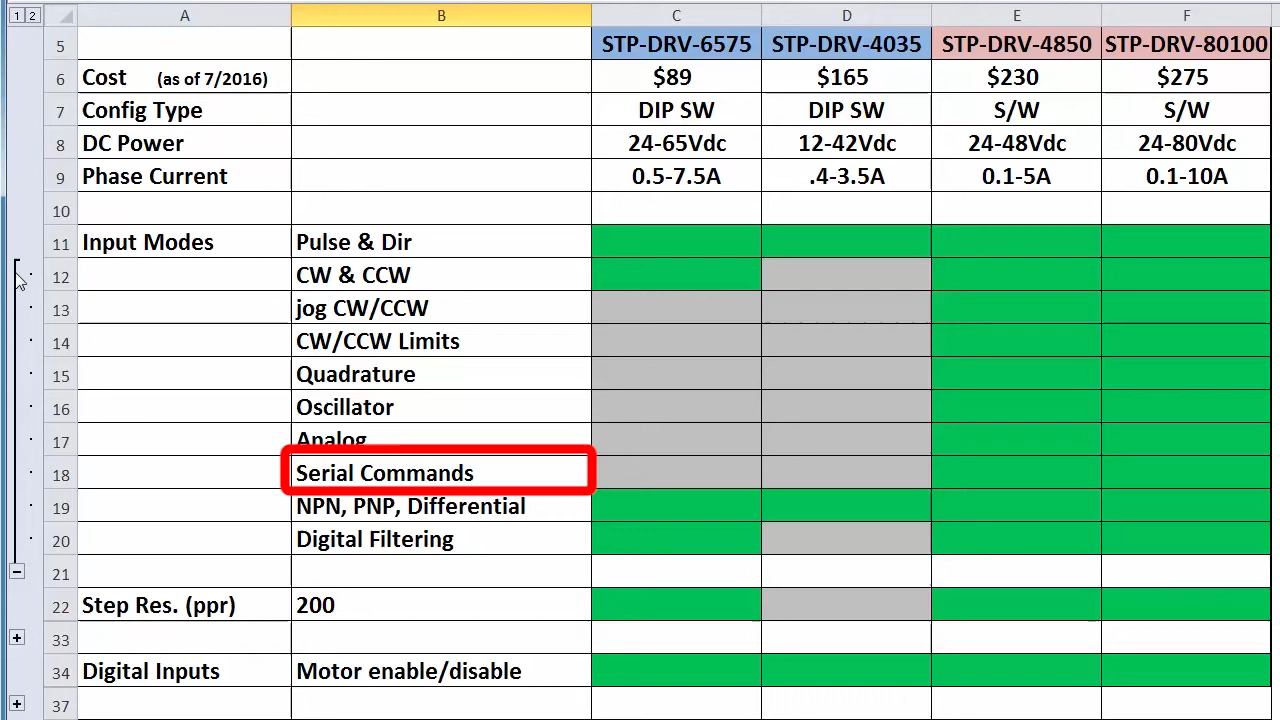 1 2 A B C D E F
5 STP-DRV-6575 STP-DRV-4035 STP-DRV-4850 STP-DRV-80100
6 Cost (as of 7/2016) $89 $165 $230 $275
7 Config Type DIP SW DIP SW S/W S/W
8 DC Power 24-65Vdc 12-42Vdc 24-48Vdc 24-80Vdc
9 Phase Current 0.5-7.5A .4-3.5A 0.1-5A 0.1-10A
10
11 Input Modes Pulse & Dir
12 CW & CCW
13 jog CW/CCW
14 CW/CCW Limits
15 Quadrature
16 Oscillator
17 Analog
18 Serial Commands
19 NPN, PNP, Differential
20 Digital Filtering
21
22 Step Res. (ppr) 200
33
34 Digital Inputs Motor enable/disable
37